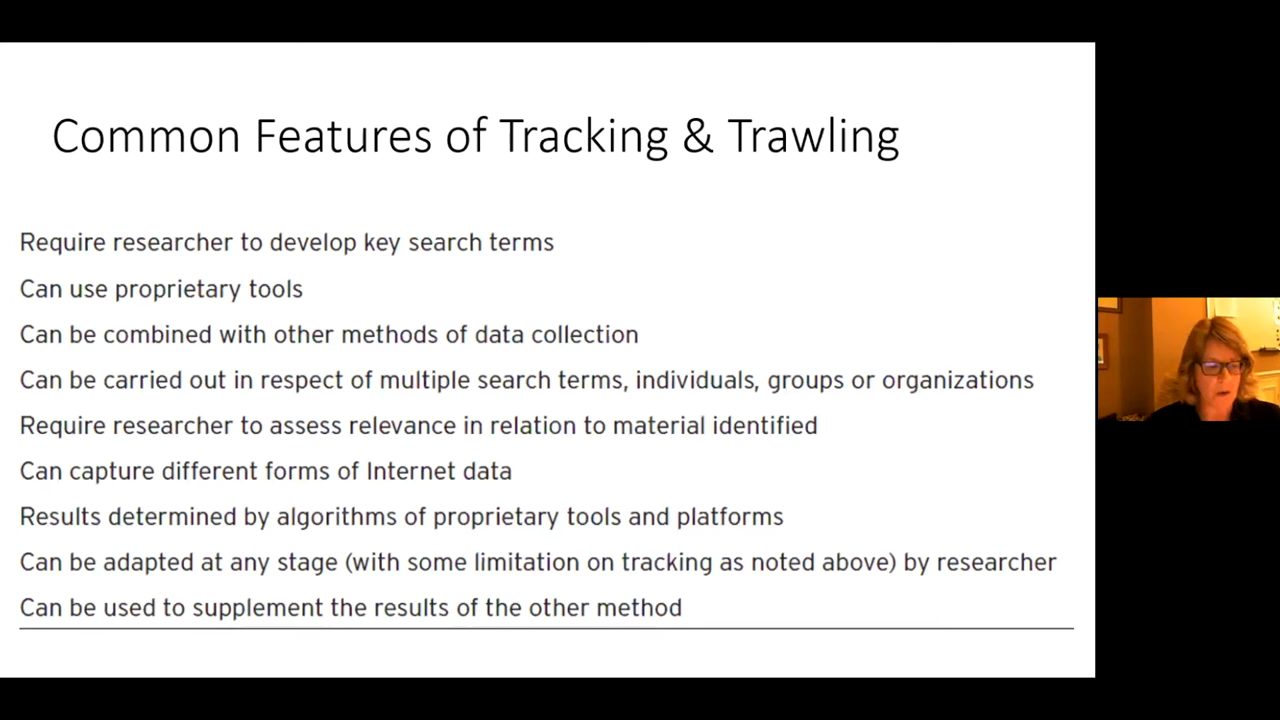 Common Features of Tracking & Trawling
Require researcher to develop key search terms
Can use proprietary tools
Can be combined with other methods of data collection
Can be carried out in respect of multiple search terms, individuals, groups or organizations
Require researcher to assess relevance in relation to material identified
Can capture different forms of Internet data
Results determined by algorithms of proprietary tools and platforms
Can be adapted at any stage (with some limitation on tracking as noted above) by researcher
Can be used to supplement the results of the other method